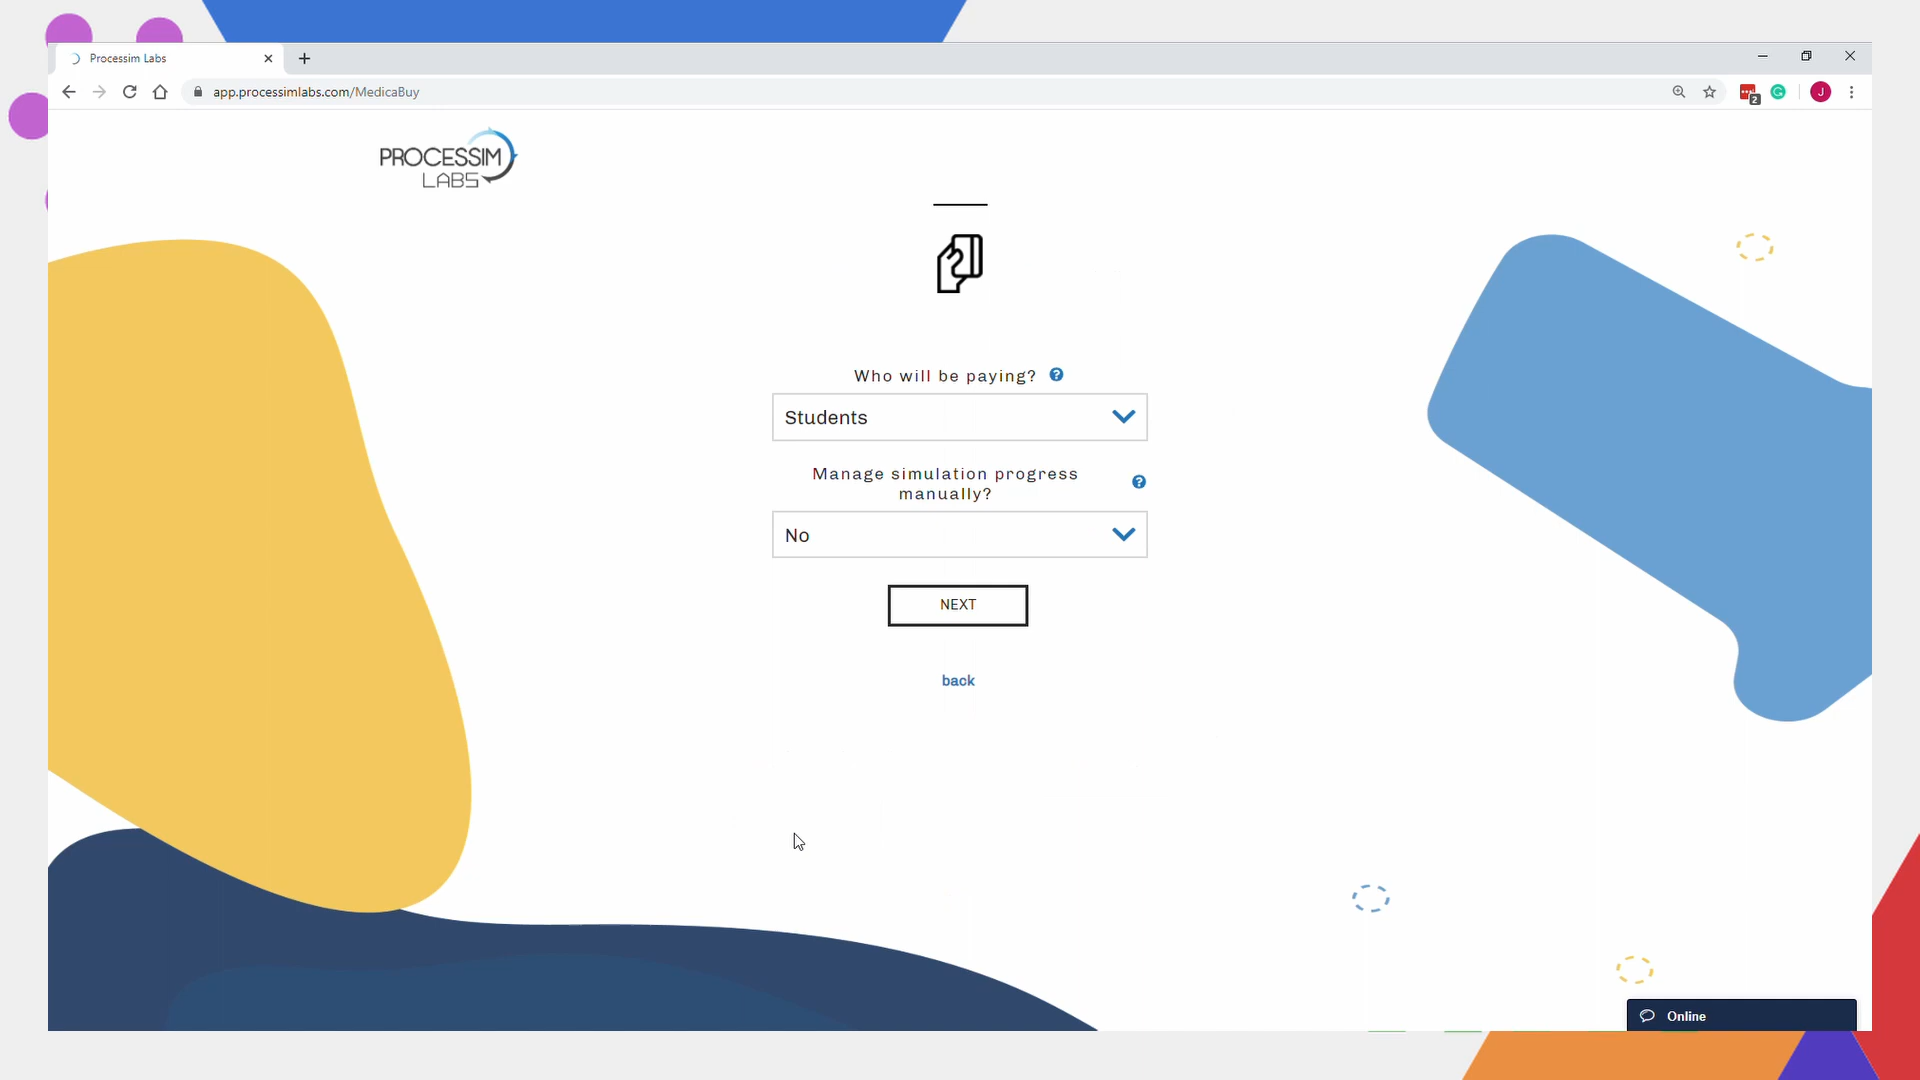 Processim Labs
app.processimlabs.com/MedicaBuy
2
J
PROCESSIM
LABS
Who will be paying?
Students
Manage simulation progress
manually?
No
NEXT
back
Online